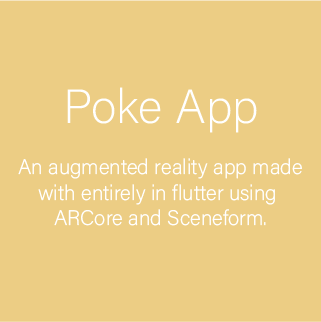 Poke App
An augmented reality app made
with entirely in flutter using
ARCore and Sceneform.